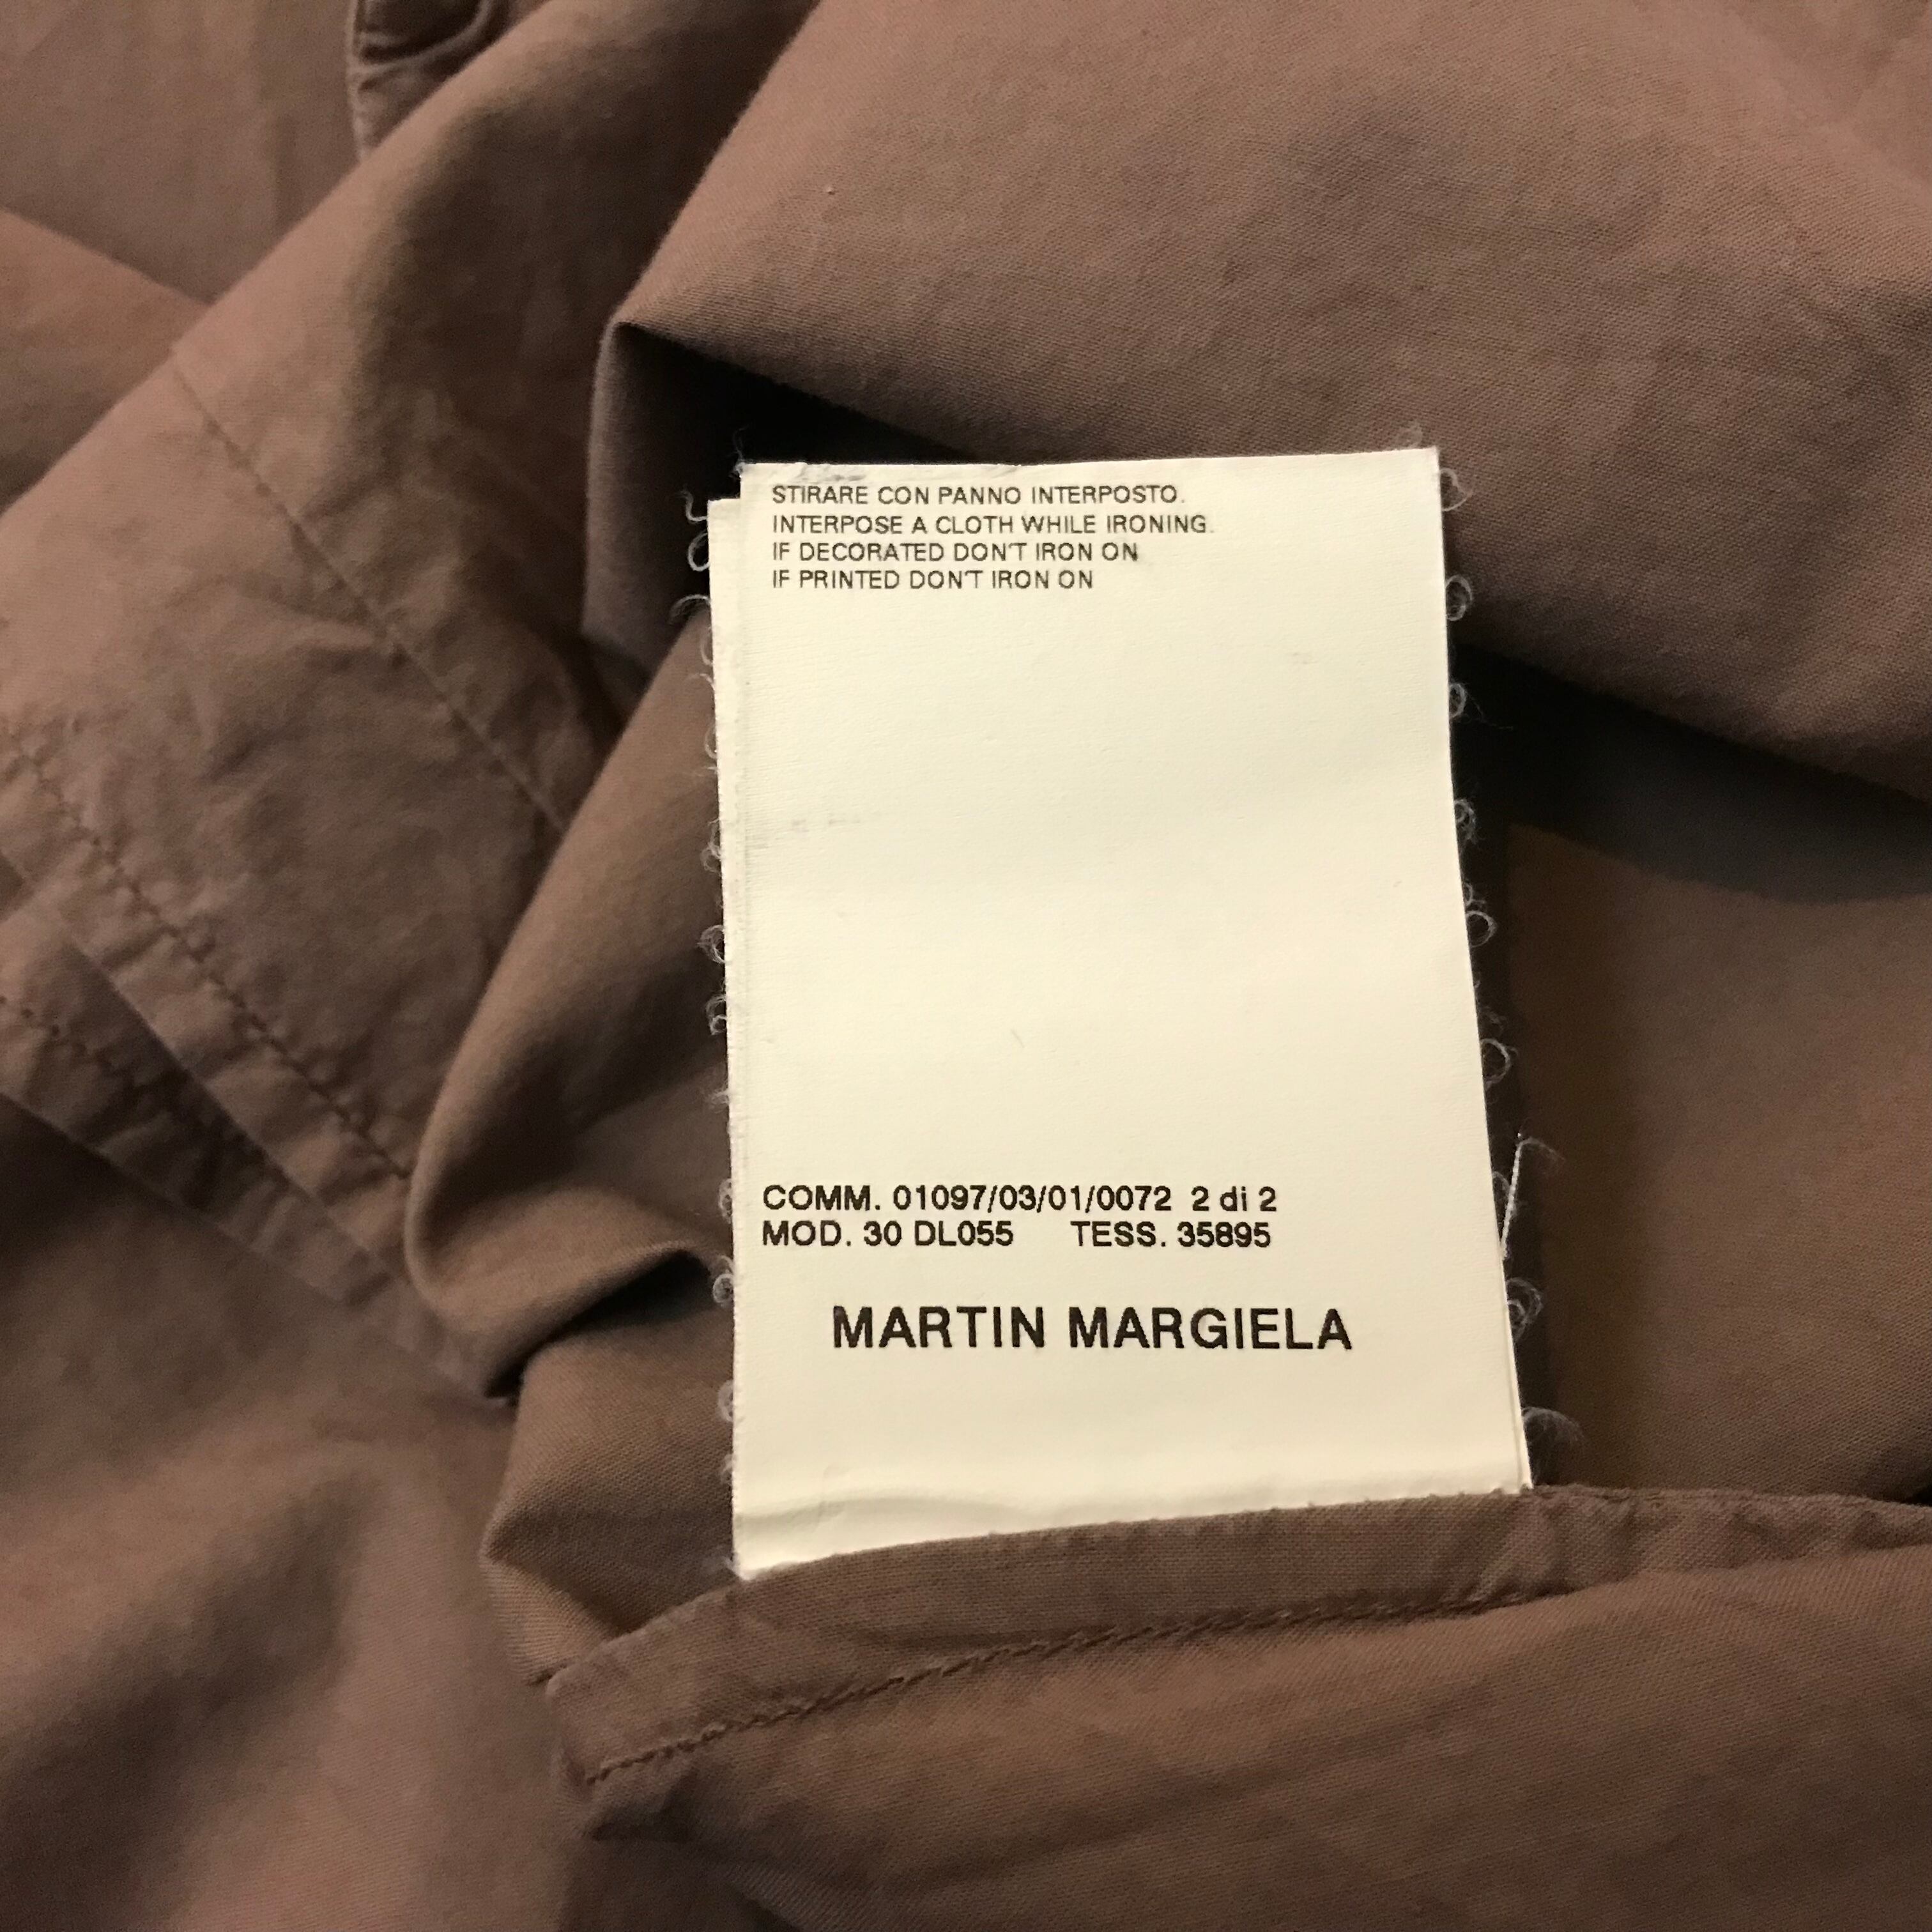 STIRARE CON PANNO INTERPOSTO.
INTERPOSE A CLOTH WHILE IRONING.
IF DECORATED DON'T IRON ON
IF PRINTED DON'T IRON ON
COMM. 01097/03/01/0072 2 di 2
MOD. 30 DL055 TESS. 35895
MARTIN MARGIELA